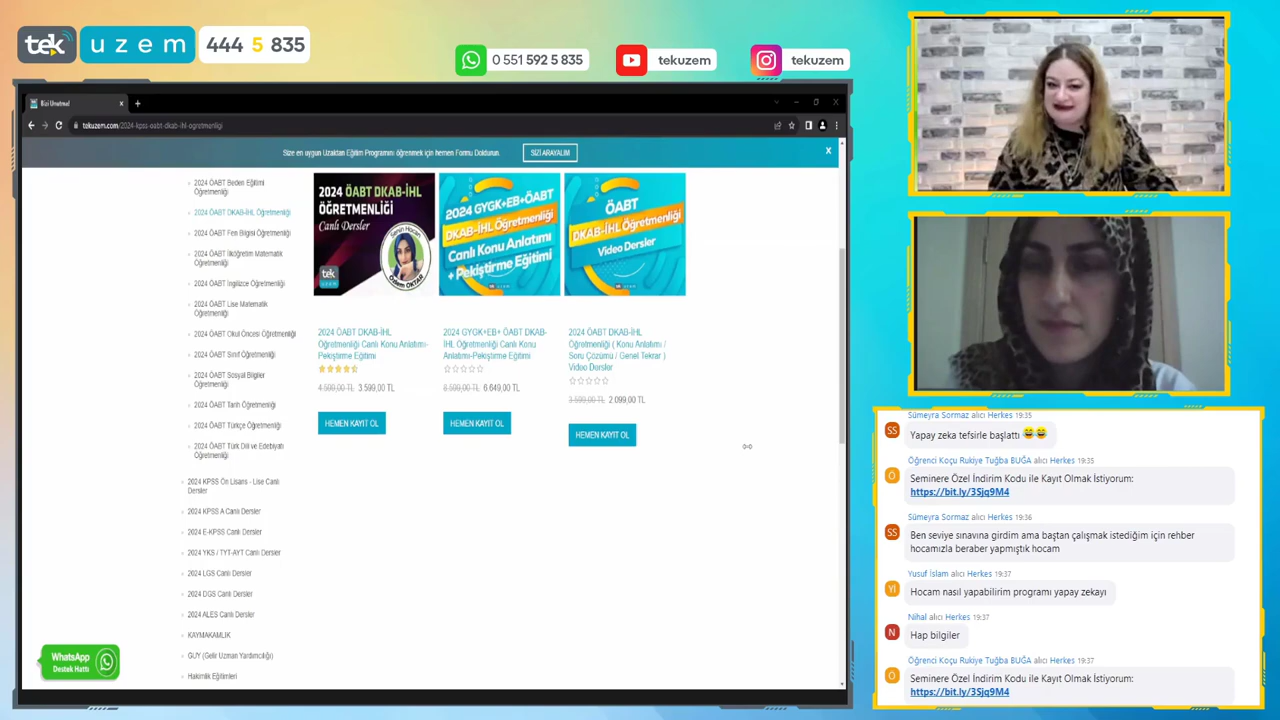 tek uzem 444 5 835
0 551 592 5 835
tekuzem
tekuzem
Bizi Unutma!
tekuzem.com/2024-kpss-oabt-dkab-ihl-ogretmenligi
Size en uygun Uzaktan Eğitim Programını öğrenmek için hemen Formu Doldurun.
SİZİ ARAYALIM
X
2024 ÖABT Beden Eğitimi
Öğretmenliği
2024 ÖABT DKAB-İHL Öğretmenliği
2024 ÖABT Fen Bilgisi Öğretmenliği
2024 ÖABT İlköğretim Matematik
Öğretmenliği
2024 ÖABT İngilizce Öğretmenliği
2024 ÖABT Lise Matematik
Öğretmenliği
2024 ÖABT Okul Öncesi Öğretmenliği
2024 ÖABT Sınıf Öğretmenliği
2024 ÖABT Sosyal Bilgiler
Öğretmenliği
2024 ÖABT Tarih Öğretmenliği
2024 ÖABT Türkçe Öğretmenliği
2024 ÖABT Türk Dili ve Edebiyatı
Öğretmenliği
2024 KPSS Ön Lisans - Lise Canlı
Dersler
2024 KPSS A Canlı Dersler
2024 E-KPSS Canlı Dersler
2024 YKS / TYT-AYT Canlı Dersler
2024 LGS Canlı Dersler
2024 DGS Canlı Dersler
2024 ALES Canlı Dersler
KAYMAKAMLIK
GUY (Gelir Uzman Yardımcılığı)
Hakimlik Eğitimleri
WhatsApp
Destek Hattı
2024 ÖABT DKAB-İHL
ÖĞRETMENLİĞİ
Canlı Dersler
Senin Hocan
Özlem OKTAR
tek
uzem
2024 ÖABT DKAB-İHL
Öğretmenliği Canlı Konu Anlatımı-
Pekiştirme Eğitimi
4.599,00 TL 3.599,00 TL
HEMEN KAYIT OL
2024 GYGK+EB+ÖABT
DKAB-İHL Öğretmenliği
Canlı Konu Anlatımı
+ Pekiştirme Eğitimi
2024 GYGK+EB+ ÖABT DKAB-
İHL Öğretmenliği Canlı Konu
Anlatımı-Pekiştirme Eğitimi
8.599,00 TL 6.649,00 TL
HEMEN KAYIT OL
ÖABT
DKAB-İHL Öğretmenliği
Video Dersler
2024 ÖABT DKAB-İHL
Öğretmenliği ( Konu Anlatımı /
Soru Çözümü / Genel Tekrar )
Video Dersler
3.599,00 TL 2.099,00 TL
HEMEN KAYIT OL
Sümeyra Sormaz alıcı Herkes 19:35
SS
Yapay zeka tefsirle başlattı 😅😅
Öğrenci Koçu Rukiye Tuğba BUĞA alıcı Herkes 19:35
Ö
Seminere Özel İndirim Kodu ile Kayıt Olmak İstiyorum:
https://bit.ly/3Sjq9M4
Sümeyra Sormaz alıcı Herkes 19:36
SS
Ben seviye sınavına girdim ama baştan çalışmak istediğim için rehber
hocamızla beraber yapmıştık hocam
Yusuf İslam alıcı Herkes 19:37
Yİ
Hocam nasıl yapabilirim programı yapay zekayı
Nihal alıcı Herkes 19:37
N
Hap bilgiler
Öğrenci Koçu Rukiye Tuğba BUĞA alıcı Herkes 19:37
Ö
Seminere Özel İndirim Kodu ile Kayıt Olmak İstiyorum:
https://bit.ly/3Sjq9M4